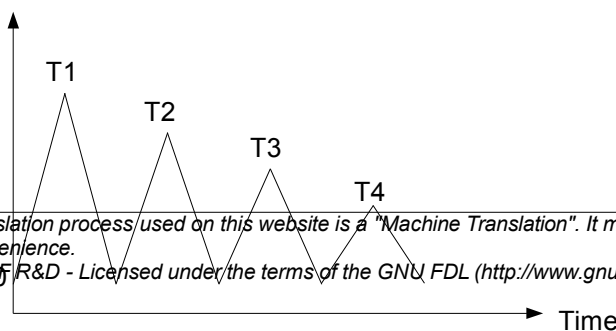 T1
T2
T3
T4
slation process used on this website is a "Machine Translation". It m
enience.
F R&D - Licensed under the terms of the GNU FDL (http://www.gnu
Time